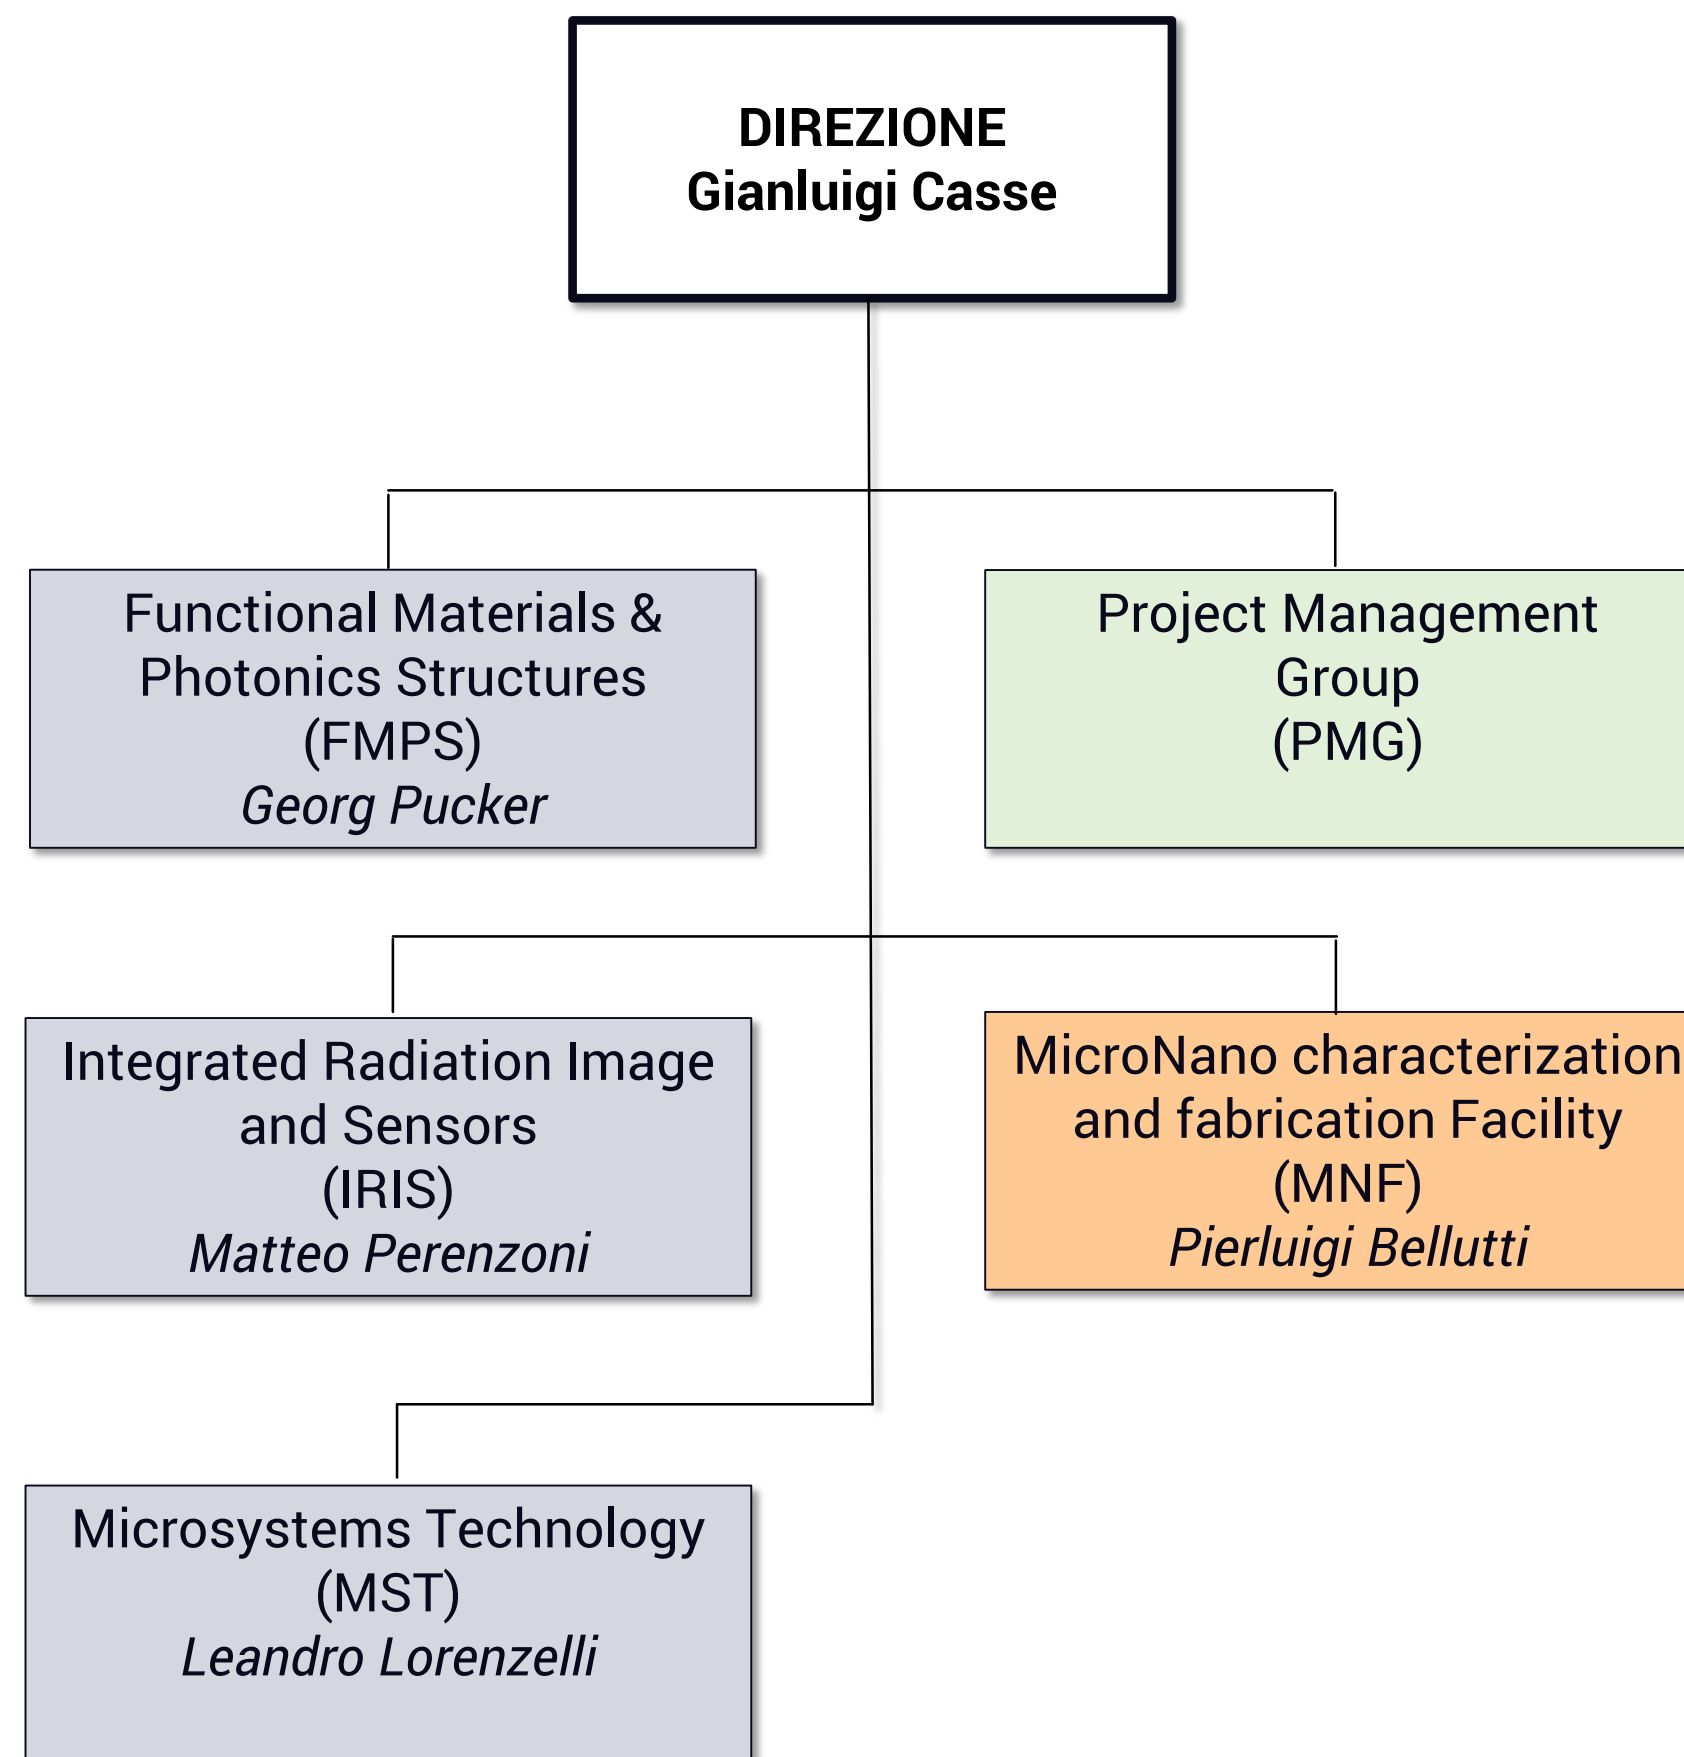 DIREZIONE
Gianluigi Casse
Functional Materials &
Photonics Structures
(FMPS)
Georg Pucker
Project Management
Group
(PMG)
Integrated Radiation Image
and Sensors
(IRIS)
Matteo Perenzoni
MicroNano characterization
and fabrication Facility
(MNF)
Pierluigi Bellutti
Microsystems Technology
(MST)
Leandro Lorenzelli